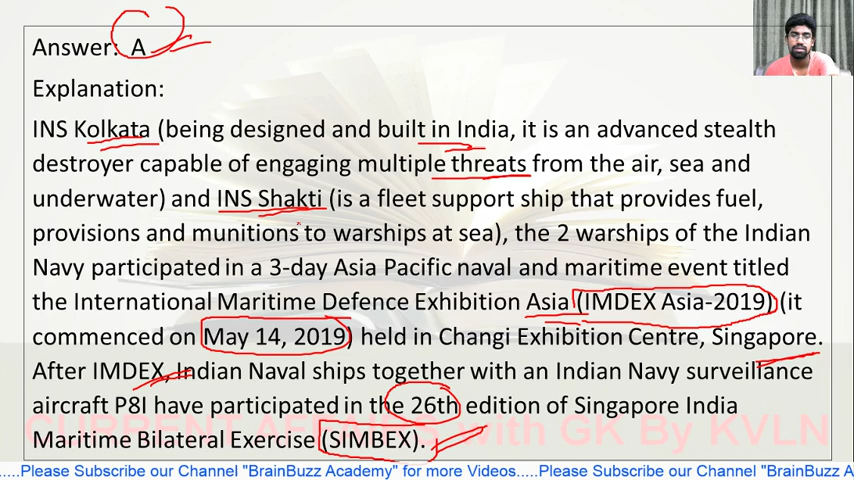 Answer: A
Explanation:
INS Kolkata (being designed and built in India, it is an advanced stealth
destroyer capable of engaging multiple threats from the air, sea and
underwater) and INS Shakti (is a fleet support ship that provides fuel,
provisions and munitions to warships at sea), the 2 warships of the Indian
Navy participated in a 3-day Asia Pacific naval and maritime event titled
the International Maritime Defence Exhibition Asia (IMDEX Asia-2019) (it
commenced on May 14, 2019) held in Changi Exhibition Centre, Singapore.
After IMDEX, Indian Naval ships together with an Indian Navy surveillance
aircraft P8I have participated in the 26th edition of Singapore India
Maritime Bilateral Exercise (SIMBEX).
CURRENT AFFAIRS with GK By KVLN
.....Please Subscribe our Channel "BrainBuzz Academy" for more Videos.....Please Subscribe our Channel "BrainBuzz A